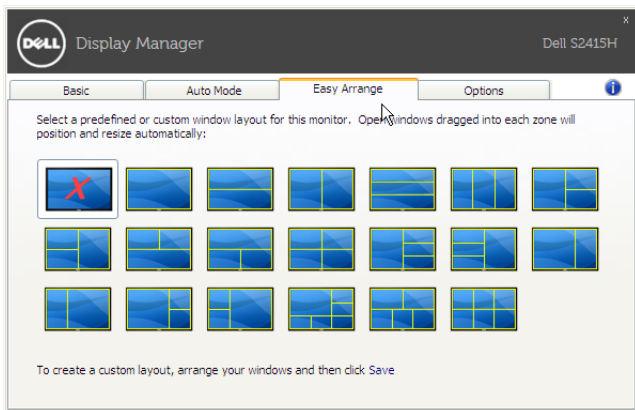 x
DELL Display Manager Dell S2415H
Basic Auto Mode Easy Arrange Options i
Select a predefined or custom window layout for this monitor. Open windows dragged into each zone will
position and resize automatically:
X
To create a custom layout, arrange your windows and then click Save